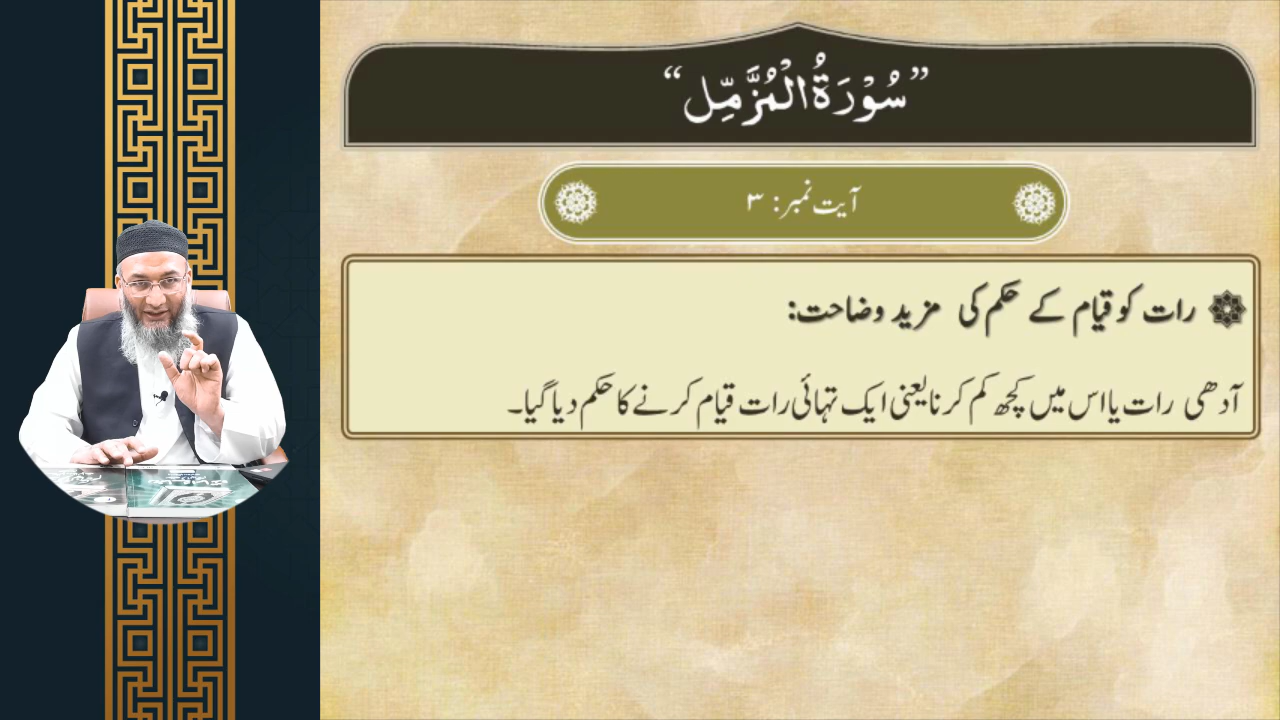 ”سُوْرَةُ الْمُزَّمِّل“
آیت نمبر: ۳
رات کو قیام کے حکم کی مزید وضاحت:
آدھی رات یا اس میں کچھ کم کرنا یعنی ایک تہائی رات قیام کرنے کا حکم دیا گیا۔